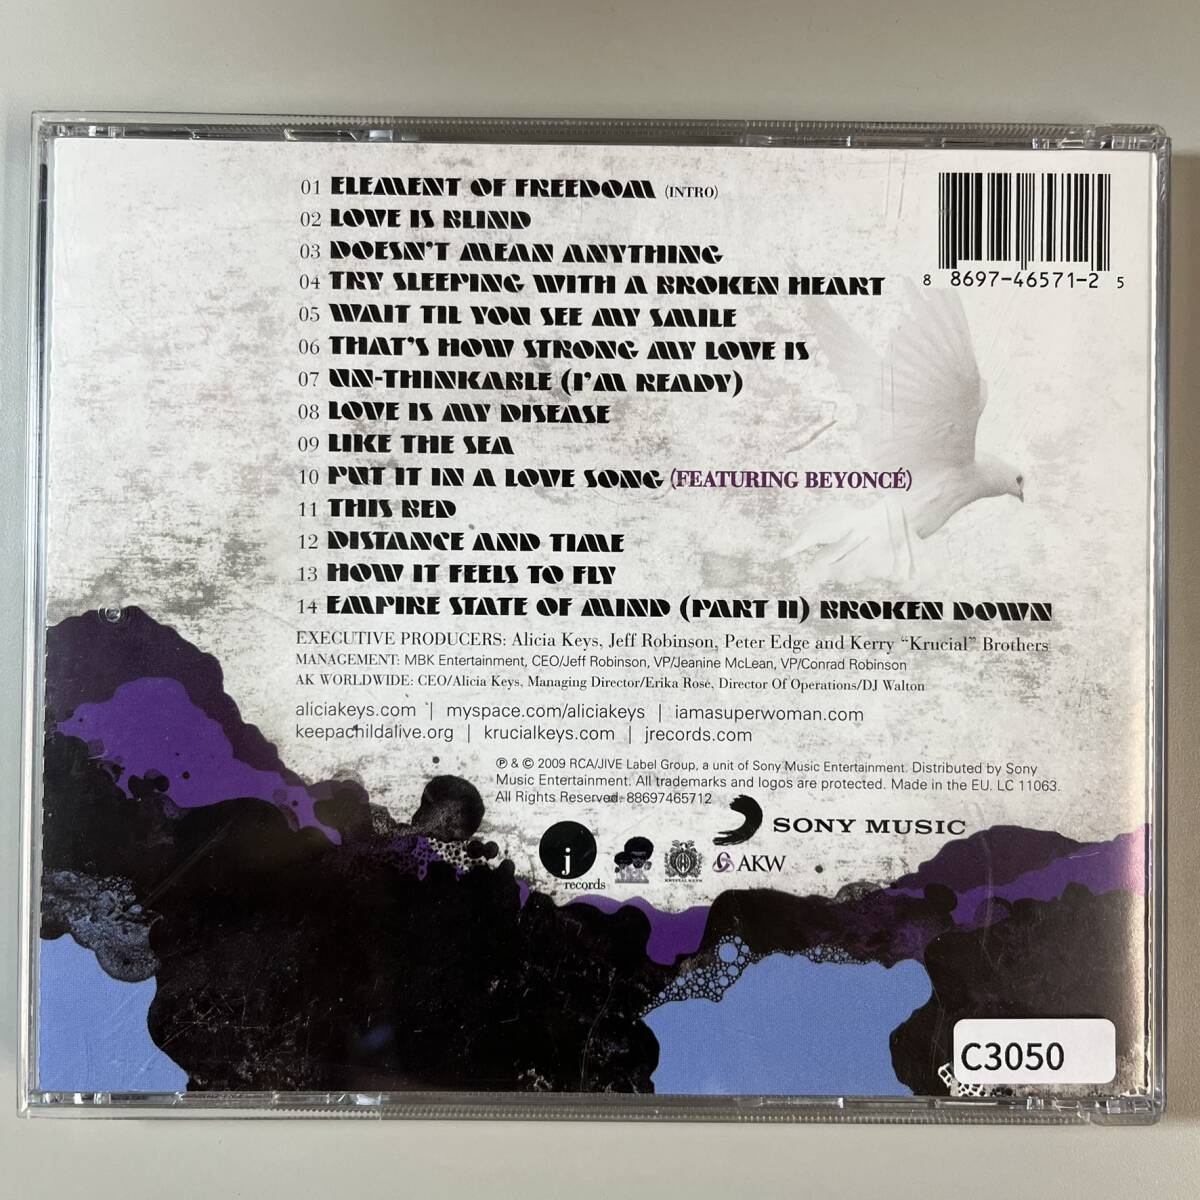 01 ELEMENT OF FREEDOM (INTRO)
02 LOVE IS BLIND
03 DOESN'T MEAN ANYTHING
04 TRY SLEEPING WITH A BROKEN HEART
05 WAIT TIL YOU SEE MY SMILE
06 THAT'S HOW STRONG MY LOVE IS
07 UN-THINKABLE (I'M READY)
08 LOVE IS MY DISEASE
09 LIKE THE SEA
10 PUT IT IN A LOVE SONG (FEATURING BEYONCÉ)
11 THIS BED
12 DISTANCE AND TIME
13 HOW IT FEELS TO FLY
14 EMPIRE STATE OF MIND (PART II) BROKEN DOWN
8 8697-46571-2 5
EXECUTIVE PRODUCERS: Alicia Keys, Jeff Robinson, Peter Edge and Kerry “Krucial” Brothers
MANAGEMENT: MBK Entertainment, CEO/Jeff Robinson, VP/Jeanine McLean, VP/Conrad Robinson
AK WORLDWIDE: CEO/Alicia Keys, Managing Director/Erika Rose, Director Of Operations/DJ Walton
aliciakeys.com | myspace.com/aliciakeys | iamasuperwoman.com
keepachildalive.org | krucialkeys.com | jrecords.com
℗ & © 2009 RCA/JIVE Label Group, a unit of Sony Music Entertainment. Distributed by Sony
Music Entertainment. All trademarks and logos are protected. Made in the EU. LC 11063.
All Rights Reserved. 88697465712
SONY MUSIC
j records
AKW
C3050